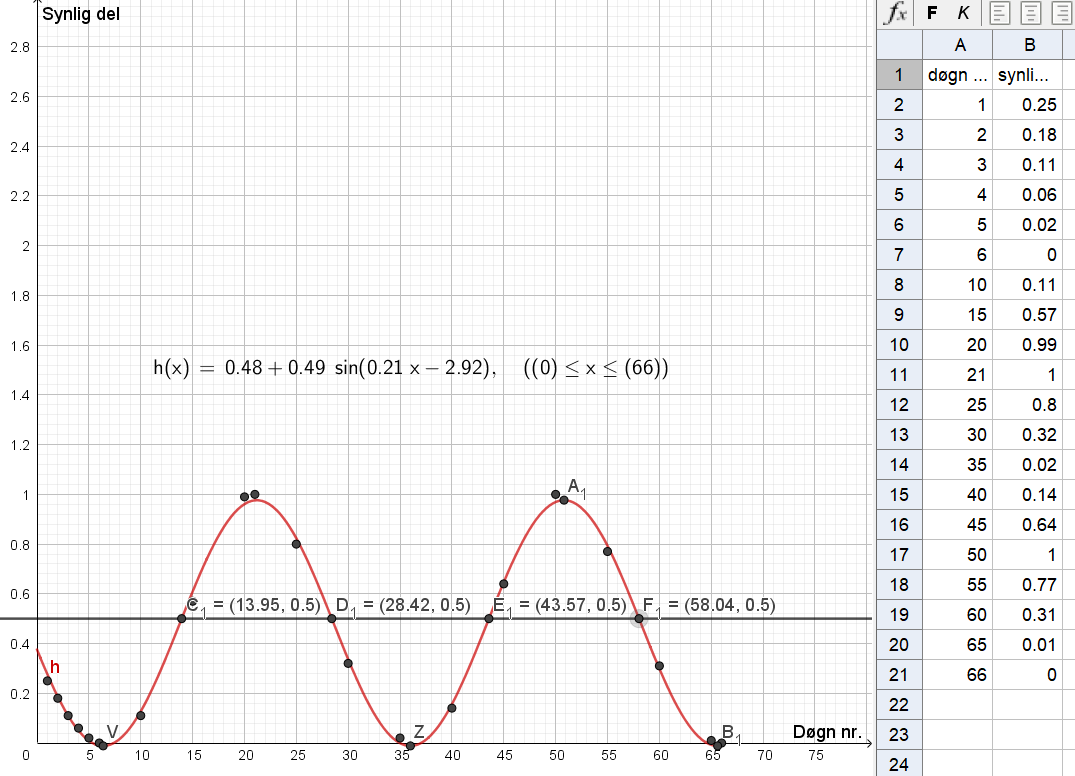 Synlig del
2.8
2.6
2.4
2.2
2
1.8
1.6
1.4
1.2
1
0.8
0.6
0.4
0.2
0
h(x) = 0.48 + 0.49 sin(0.21 x − 2.92), ((0) ≤ x ≤ (66))
A₁
C₁ = (13.95, 0.5) D₁ = (28.42, 0.5) E₁ = (43.57, 0.5) F₁ = (58.04, 0.5)
h
V Z B₁ Døgn nr.
5 10 15 20 25 30 35 40 45 50 55 60 65 70 75
fx F K
A B
1 døgn ... synli...
2 1 0.25
3 2 0.18
4 3 0.11
5 4 0.06
6 5 0.02
7 6 0
8 10 0.11
9 15 0.57
10 20 0.99
11 21 1
12 25 0.8
13 30 0.32
14 35 0.02
15 40 0.14
16 45 0.64
17 50 1
18 55 0.77
19 60 0.31
20 65 0.01
21 66 0
22
23
24